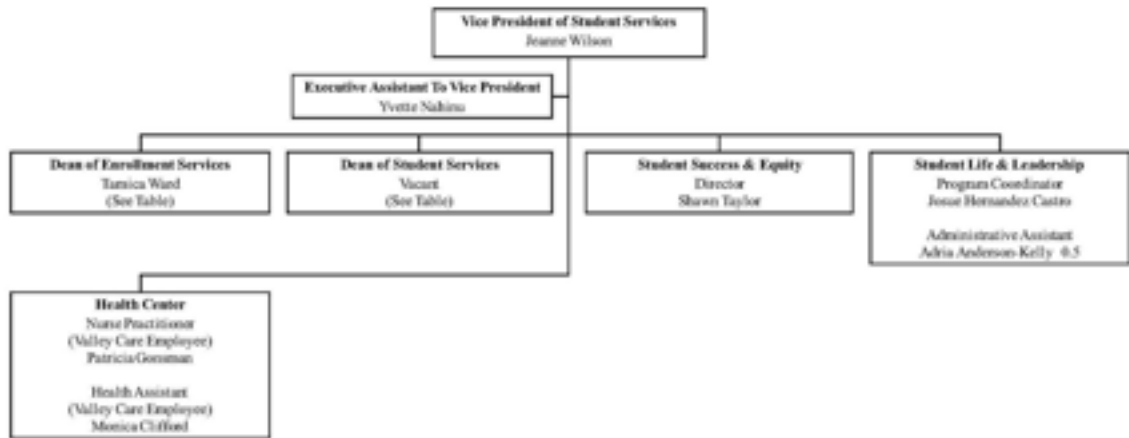 Vice President of Student Services
Jeanne Wilson
Executive Assistant To Vice President
Yvette Nahinu
Dean of Enrollment Services
Tamica Ward
(See Table)
Dean of Student Services
Vacant
(See Table)
Student Success & Equity
Director
Shawn Taylor
Student Life & Leadership
Program Coordinator
Josue Hernandez Castro
Administrative Assistant
Adria Anderson-Kelly 0.5
Health Center
Nurse Practitioner
(Valley Care Employee)
Patricia
Health Assistant
(Valley Care Employee)
Monica Clifford